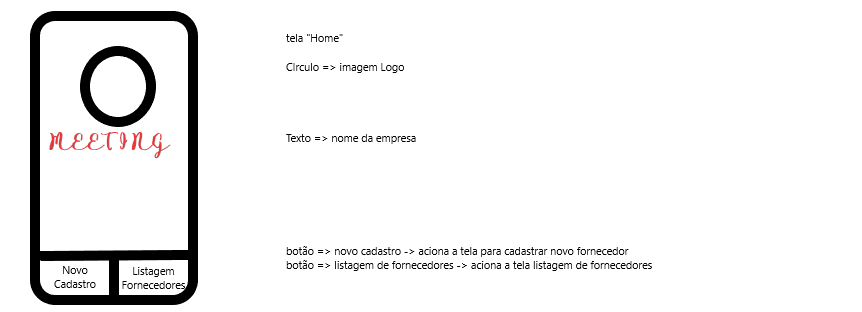 tela "Home"
CIrculo => imagem Logo
MEETING
Texto => nome da empresa
botão => novo cadastro -> aciona a tela para cadastrar novo fornecedor
botão => listagem de fornecedores -> aciona a tela listagem de fornecedores
Novo
Cadastro
Listagem
Fornecedores